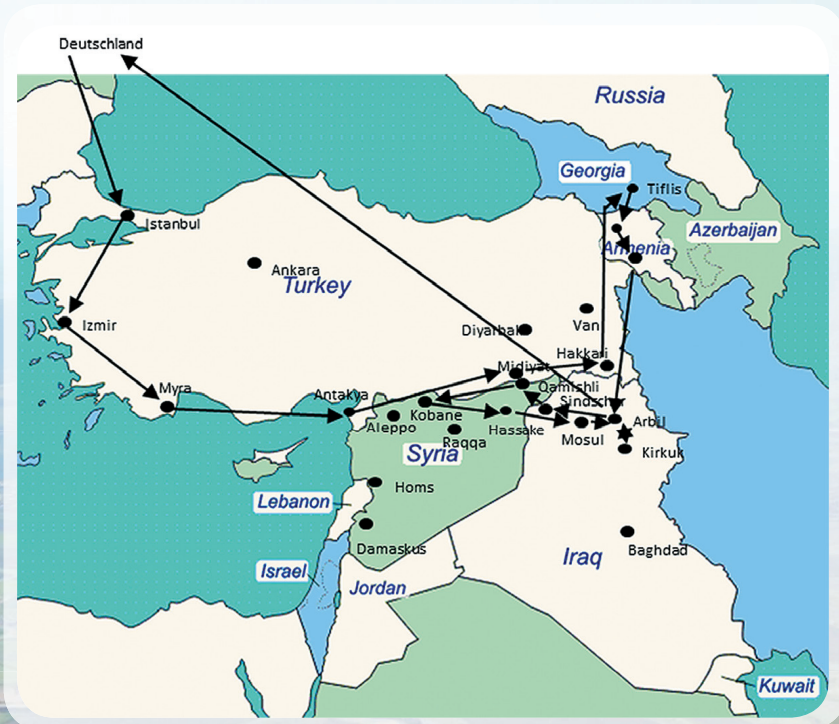 Deutschland
Russia
Georgia
Tiflis
Istanbul
Azerbaijan
Armenia
Ankara
Turkey
Izmir
Van
Diyarbak
Hakkari
Midiyat
Myra
Antakya
Qamishli
Kobane
Sindschar
Aleppo
Hassake
Arbil
Raqqa
Mosul
Syria
Kirkuk
Homs
Lebanon
Damaskus
Baghdad
Iraq
Israel
Jordan
Kuwait